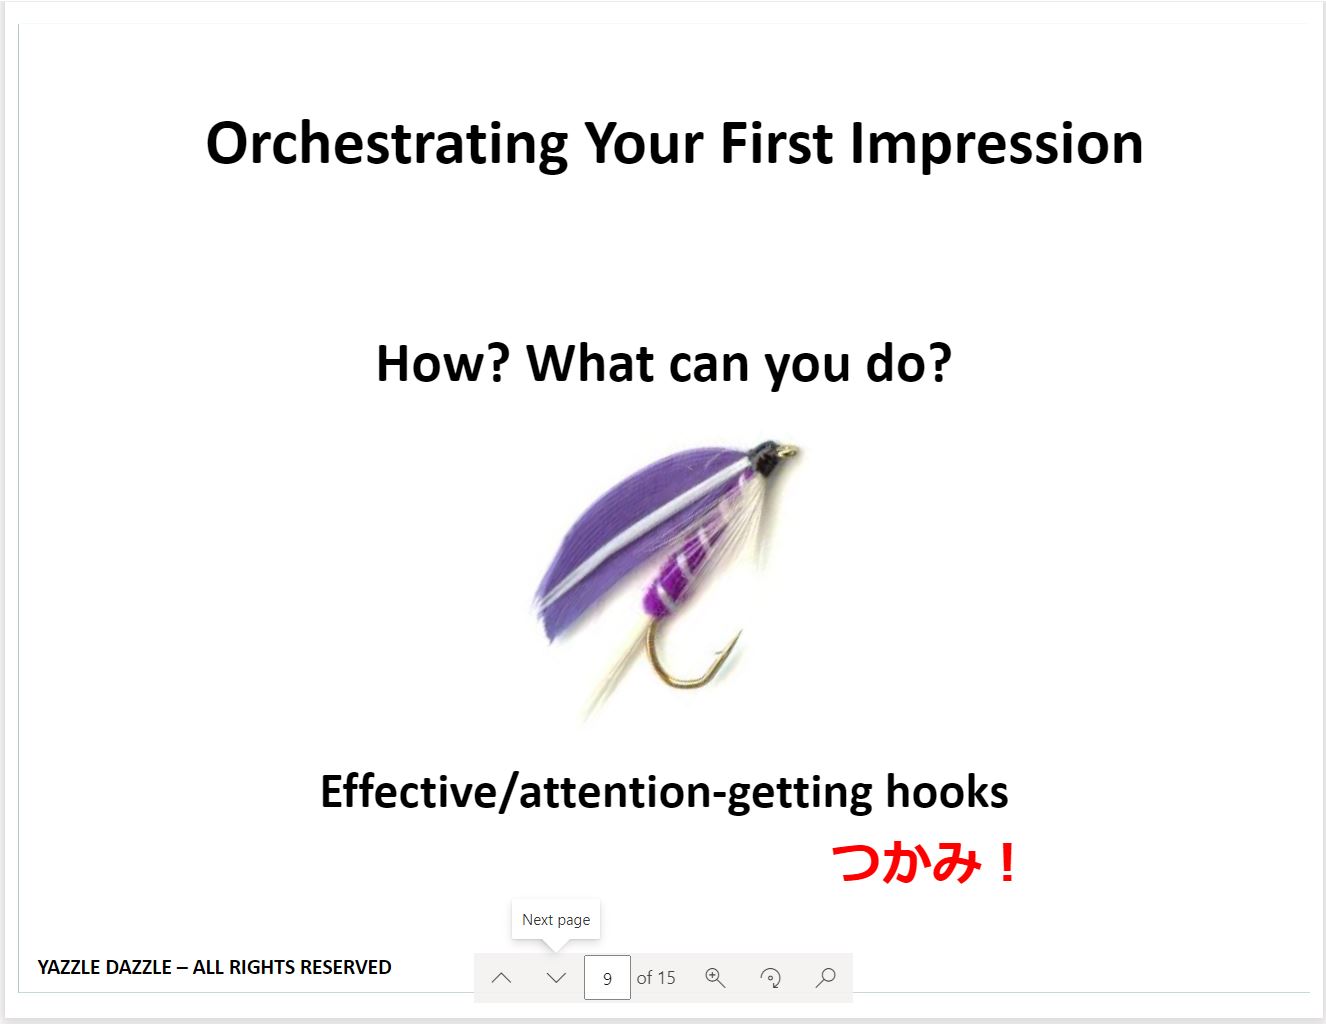 Orchestrating Your First Impression
How? What can you do?
Effective/attention-getting hooks
つかみ！
Next page
YAZZLE DAZZLE – ALL RIGHTS RESERVED
9 of 15